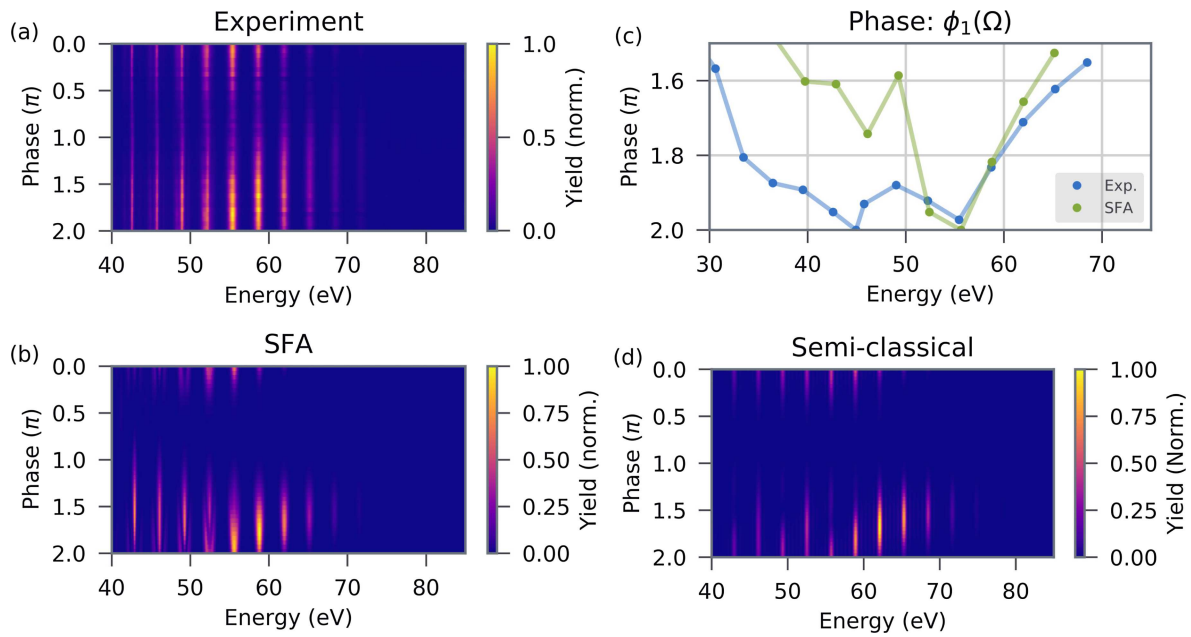 (a)
Experiment
0.0
0.5
1.0
1.5
2.0
Phase (π)
40
50
60
70
80
Energy (eV)
1.0
0.5
0.0
Yield (norm.)
(c)
Phase: ϕ₁(Ω)
1.6
1.8
2.0
Phase (π)
30
40
50
60
70
Energy (eV)
Exp.
SFA
(b)
SFA
0.0
0.5
1.0
1.5
2.0
Phase (π)
40
50
60
70
80
Energy (eV)
1.00
0.75
0.50
0.25
0.00
Yield (norm.)
(d)
Semi-classical
0.0
0.5
1.0
1.5
2.0
Phase (π)
40
50
60
70
80
Energy (eV)
1.00
0.75
0.50
0.25
0.00
Yield (Norm.)